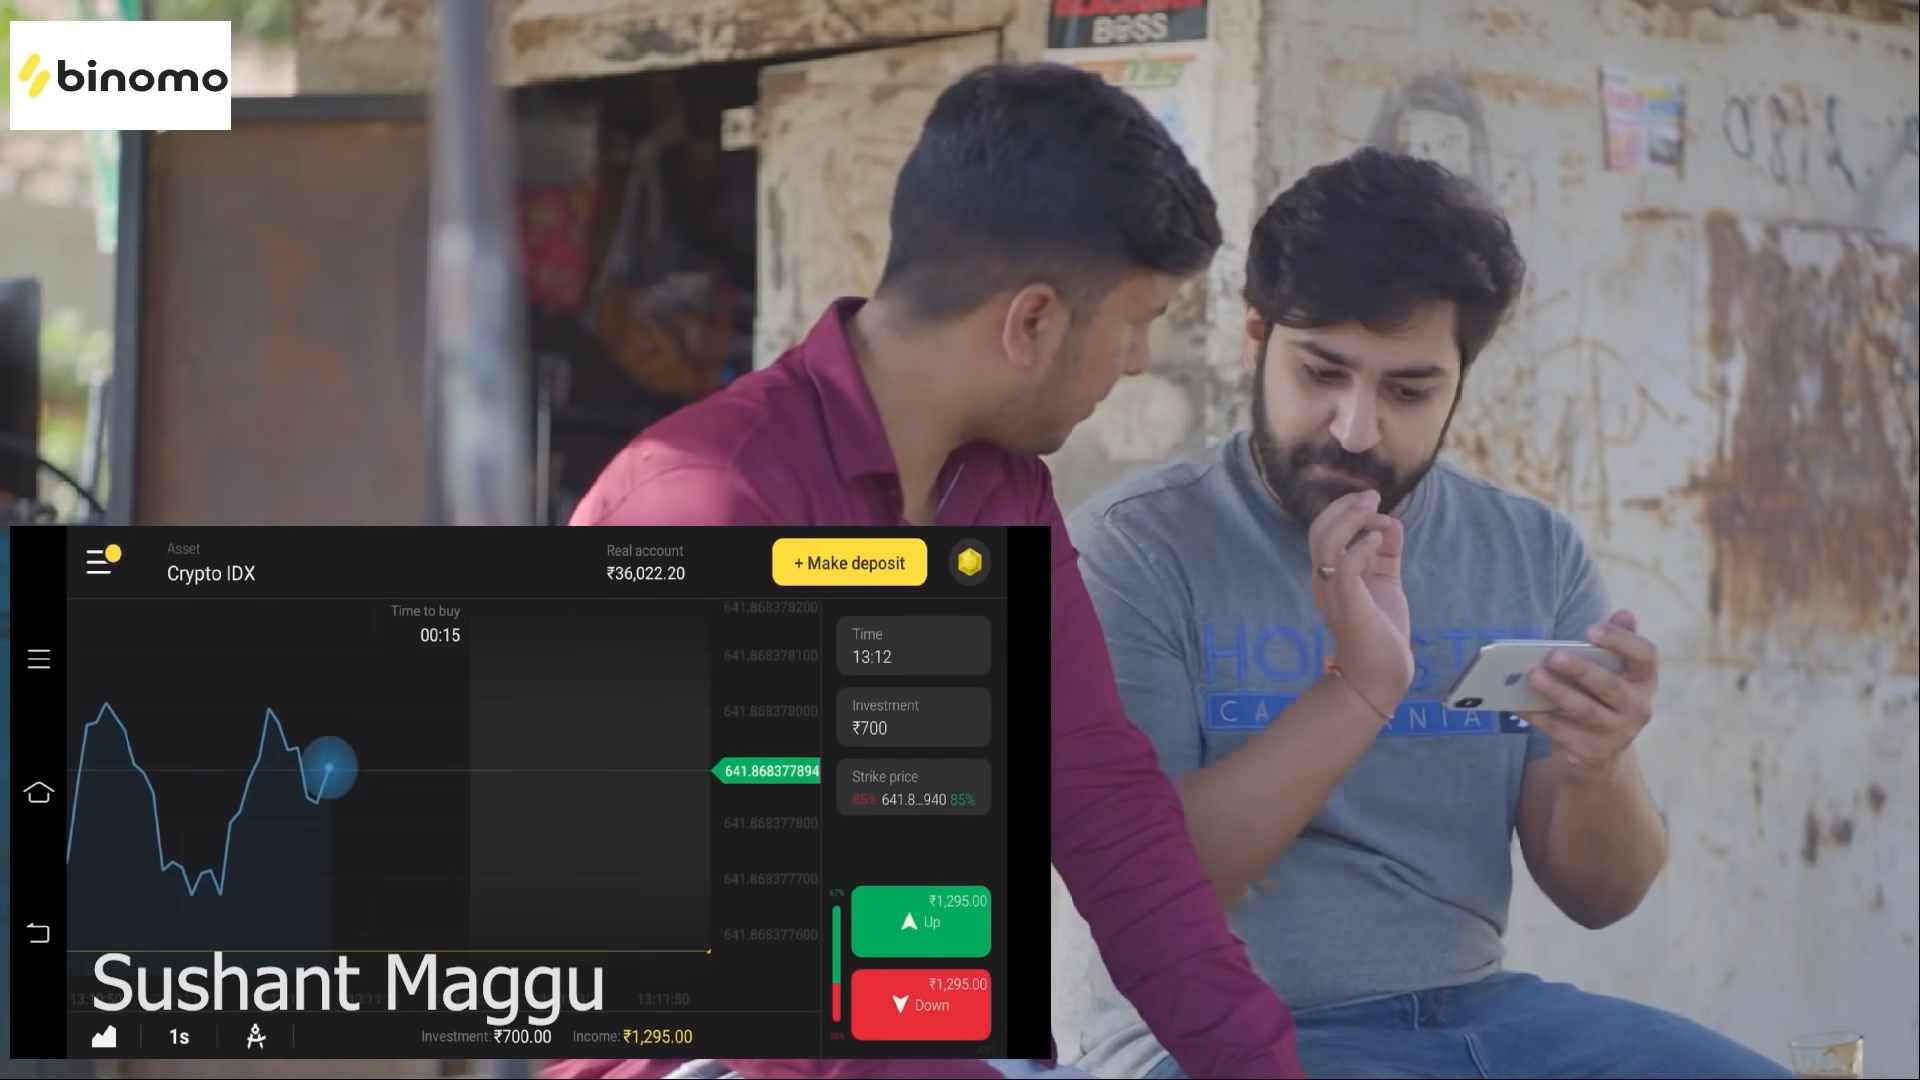 binomo
BOSS
Asset
Crypto IDX
Real account
₹36,022.20
+ Make deposit
Time to buy
00:15
641.868378200
641.868378100
641.868378000
641.868377894
641.868377800
641.868377700
641.868377600
Time
13:12
Investment
₹700
Strike price
85% 641.8...940 85%
67%
₹1,295.00
Up
₹1,295.00
Down
Sushant Maggu
13:11:50
1s
Investment: ₹700.00 Income: ₹1,295.00